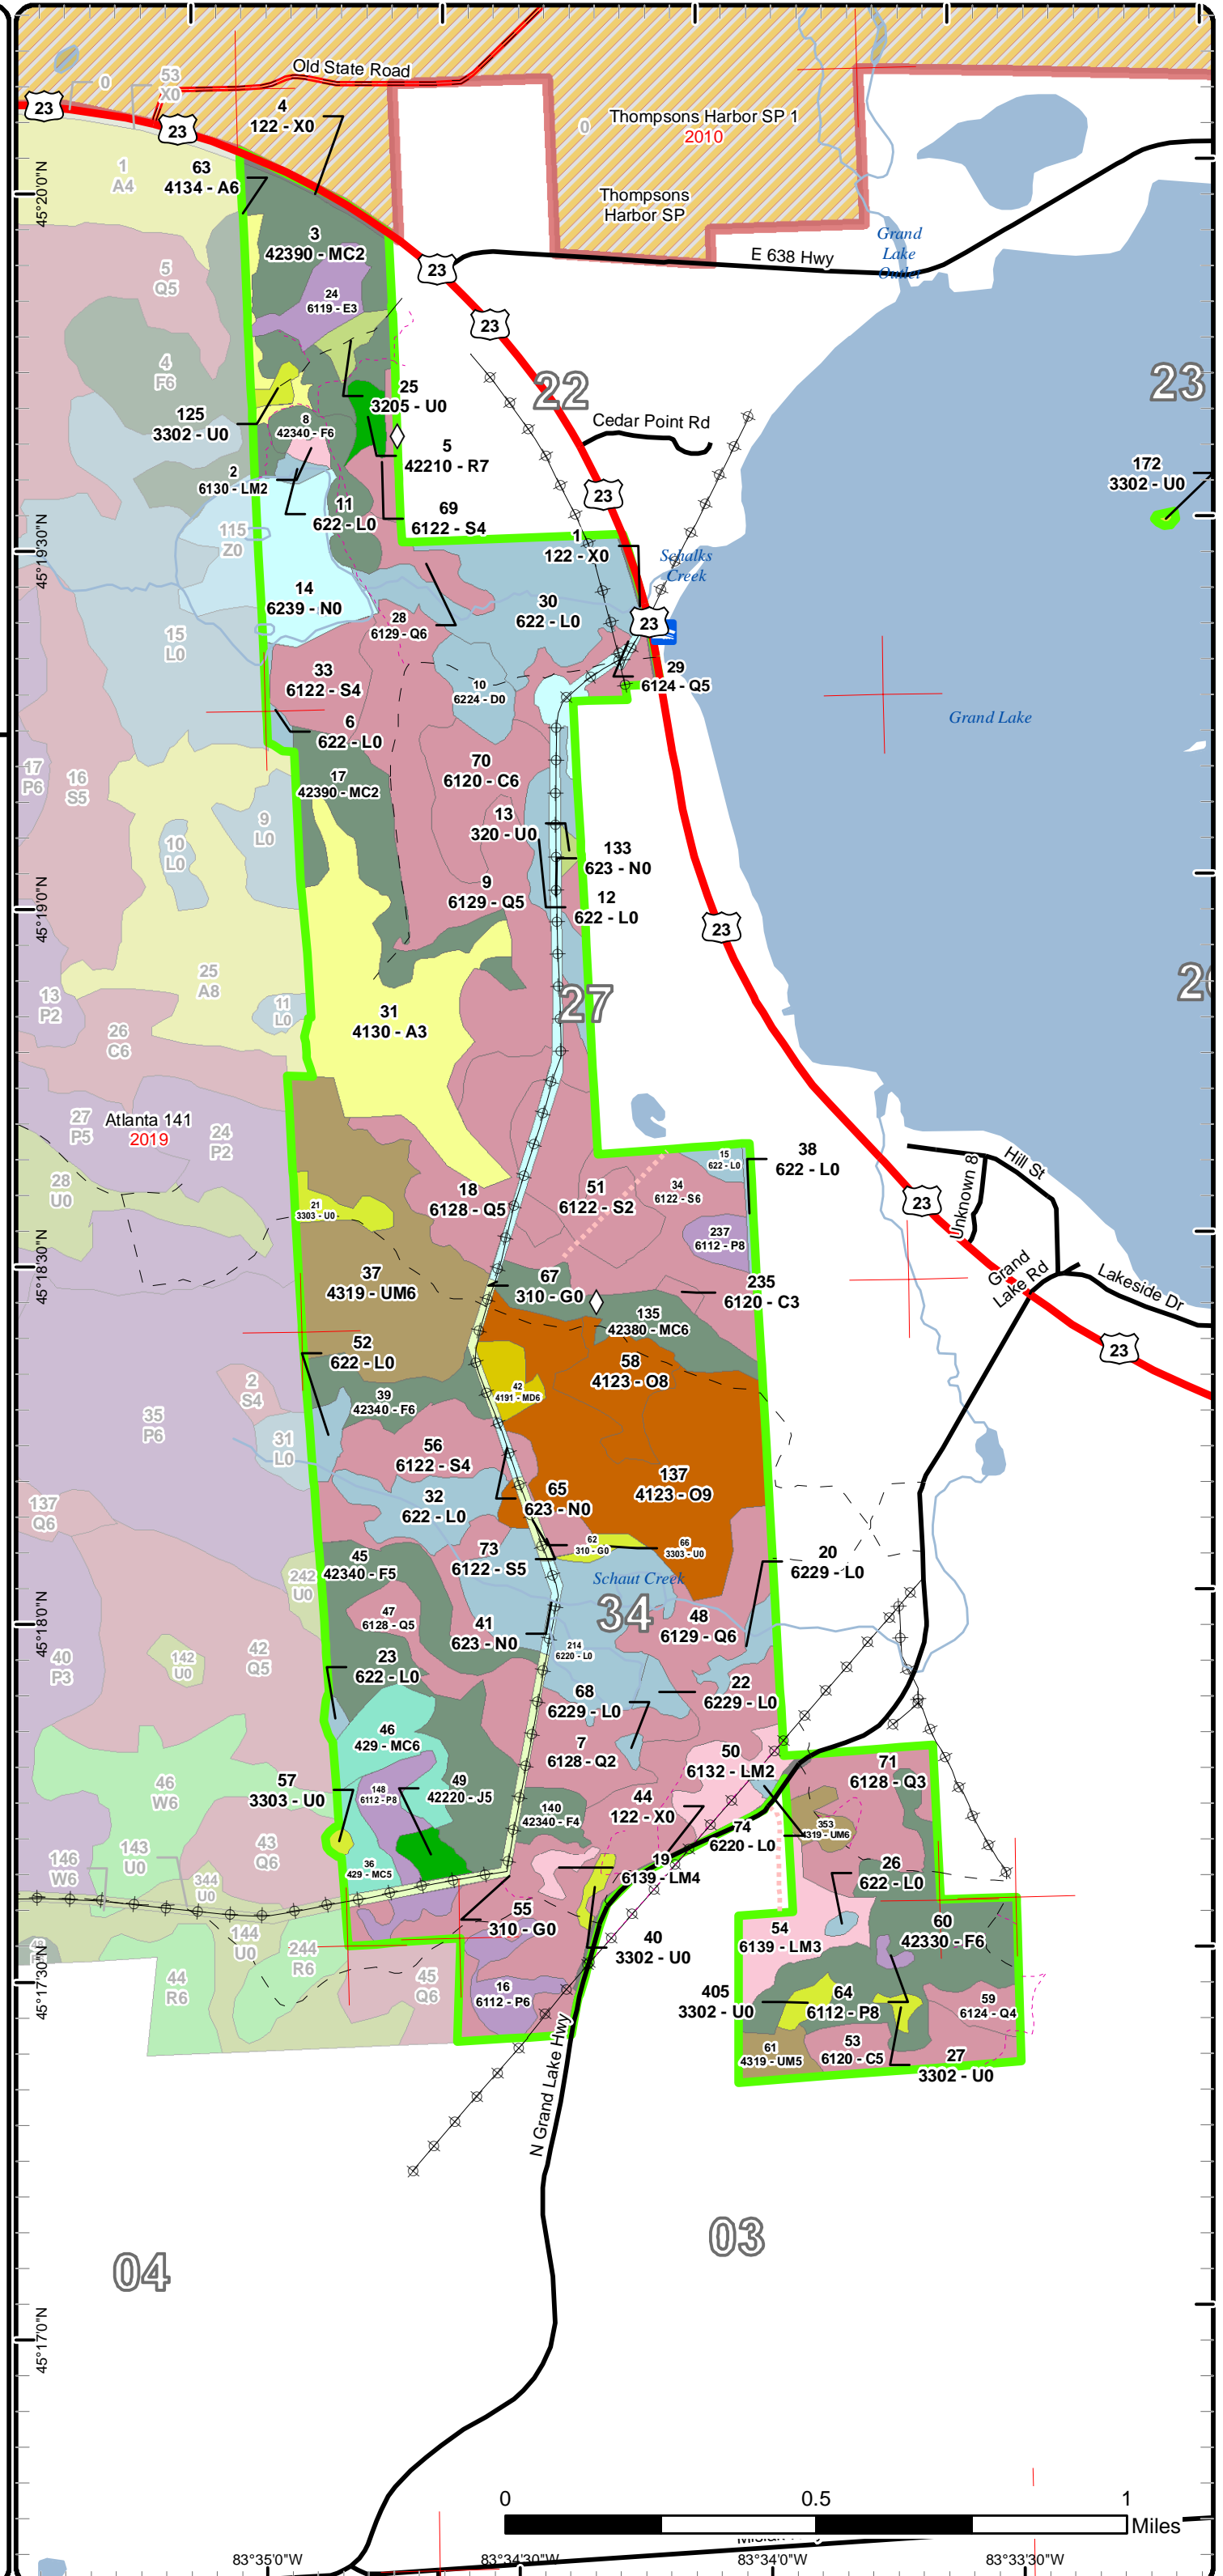 Old State Road
0
53
X0
23
23
4
122 - X0
Thompsons Harbor SP 1
2010
0
1
A4
63
4134 - A6
Thompsons
Harbor SP
45°20'0"N
3
42390 - MC2
Grand
Lake
Outlet
E 638 Hwy
23
5
Q5
24
6119 - E3
23
4
F6
25
3205 - U0
22
23
125
3302 - U0
8
42340 - F6
Cedar Point Rd
5
42210 - R7
2
6130 - LM2
172
3302 - U0
23
11
622 - L0
69
6122 - S4
115
Z0
1
122 - X0
Schalks
Creek
45°19'30"N
14
6239 - N0
30
622 - L0
28
6129 - Q6
23
15
L0
33
6122 - S4
10
6224 - D0
29
6124 - Q5
6
622 - L0
Grand Lake
17
P6
16
S5
17
42390 - MC2
70
6120 - C6
9
L0
10
L0
13
320 - U0
133
623 - N0
9
6129 - Q5
12
622 - L0
45°19'0"N
23
25
A8
13
P2
11
L0
26
C6
31
4130 - A3
27
27
P5
Atlanta 141
2019
24
P2
28
U0
15
622 - L0
38
622 - L0
Hill St
Unknown 8
18
6128 - Q5
51
6122 - S2
34
6122 - S6
23
21
3303 - U0
237
6112 - P8
45°18'30"N
37
4319 - UM6
67
310 - G0
235
6120 - C3
Grand
Lake Rd
Lakeside Dr
135
42380 - MC6
52
622 - L0
58
4123 - O8
23
2
S4
39
42340 - F6
42
4191 - MD6
35
P6
31
L0
56
6122 - S4
137
4123 - O9
32
622 - L0
65
623 - N0
137
Q6
62
310 - G0
66
3303 - U0
73
6122 - S5
45
42340 - F5
20
6229 - L0
242
U0
Schaut Creek
34
47
6128 - Q5
48
6129 - Q6
41
623 - N0
214
6220 - L0
45°18'0"N
40
P3
142
U0
42
Q5
23
622 - L0
22
6229 - L0
68
6229 - L0
46
429 - MC6
7
6128 - Q2
50
6132 - LM2
71
6128 - Q3
46
W6
57
3303 - U0
148
6112 - P8
49
42220 - J5
44
122 - X0
140
42340 - F4
74
6220 - L0
353
4319 - UM6
143
U0
43
Q6
146
W6
344
U0
36
429 - MC5
19
6139 - LM4
26
622 - L0
55
310 - G0
54
6139 - LM3
60
42330 - F6
144
U0
244
R6
40
3302 - U0
45°17'30"N
44
R6
45
Q6
16
6112 - P6
405
3302 - U0
64
6112 - P8
59
6124 - Q4
61
4319 - UM5
53
6120 - C5
27
3302 - U0
N Grand Lake Hwy
03
04
45°17'0"N
0
0.5
1
Miles
83°35'0"W
83°34'30"W
83°34'0"W
83°33'30"W